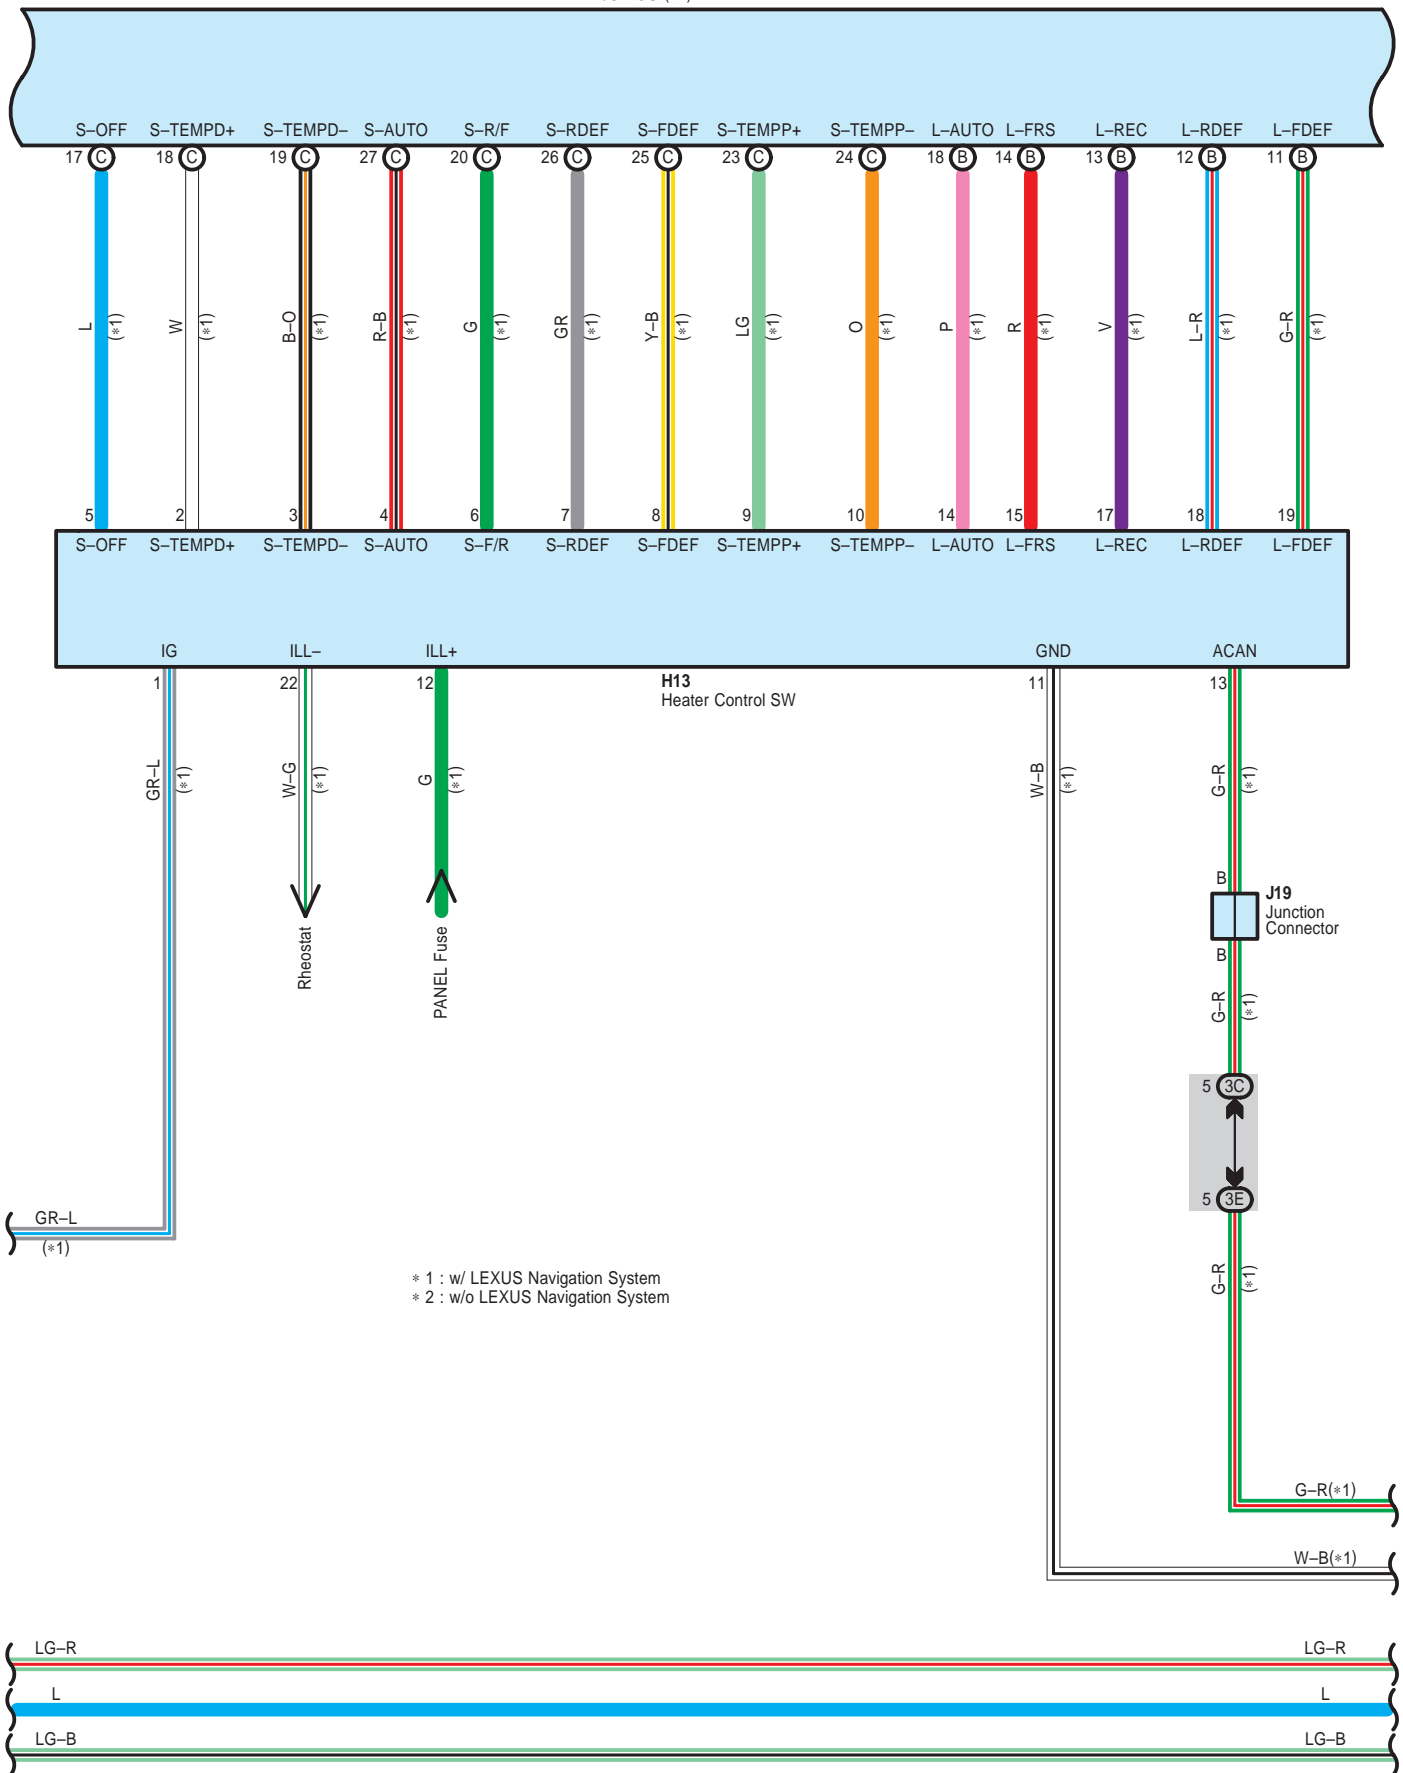 S–OFF S–TEMPD+ S–TEMPD– S–AUTO S–R/F S–RDEF S–FDEF S–TEMPP+ S–TEMPP– L–AUTO L–FRS L–REC L–RDEF L–FDEF
17 C 18 C 19 C 27 C 20 C 26 C 25 C 23 C 24 C 18 B 14 B 13 B 12 B 11 B
L (*1) W (*1) B–O (*1) R–B (*1) G (*1) GR (*1) Y–B (*1) LG (*1) O (*1) P (*1) R (*1) V (*1) L–R (*1) G–R (*1)
5 2 3 4 6 7 8 9 10 14 15 17 18 19
S–OFF S–TEMPD+ S–TEMPD– S–AUTO S–F/R S–RDEF S–FDEF S–TEMPP+ S–TEMPP– L–AUTO L–FRS L–REC L–RDEF L–FDEF
IG ILL– ILL+ GND ACAN
1 22 12 11 13
H13
Heater Control SW
GR–L (*1) W–G (*1) G (*1) W–B (*1) G–R (*1)
Rheostat
PANEL Fuse
B
J19
Junction
Connector
B
G–R (*1)
5 3C
5 3E
GR–L
(*1)
G–R (*1)
* 1 : w/ LEXUS Navigation System
* 2 : w/o LEXUS Navigation System
G–R(*1)
W–B(*1)
LG–R LG–R
L L
LG–B LG–B